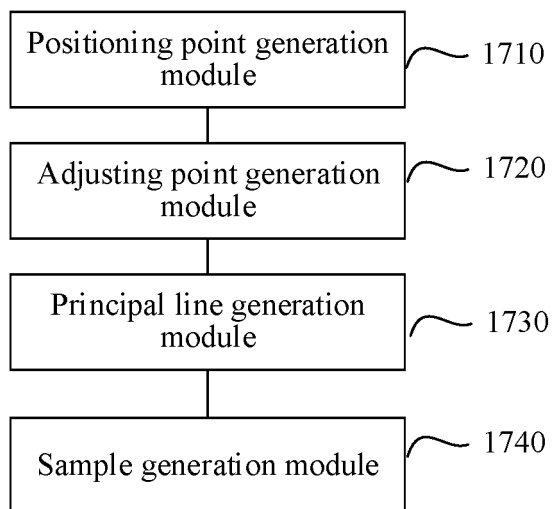 Positioning point generation
module
1710
Adjusting point generation
module
1720
Principal line generation
module
1730
Sample generation module
1740